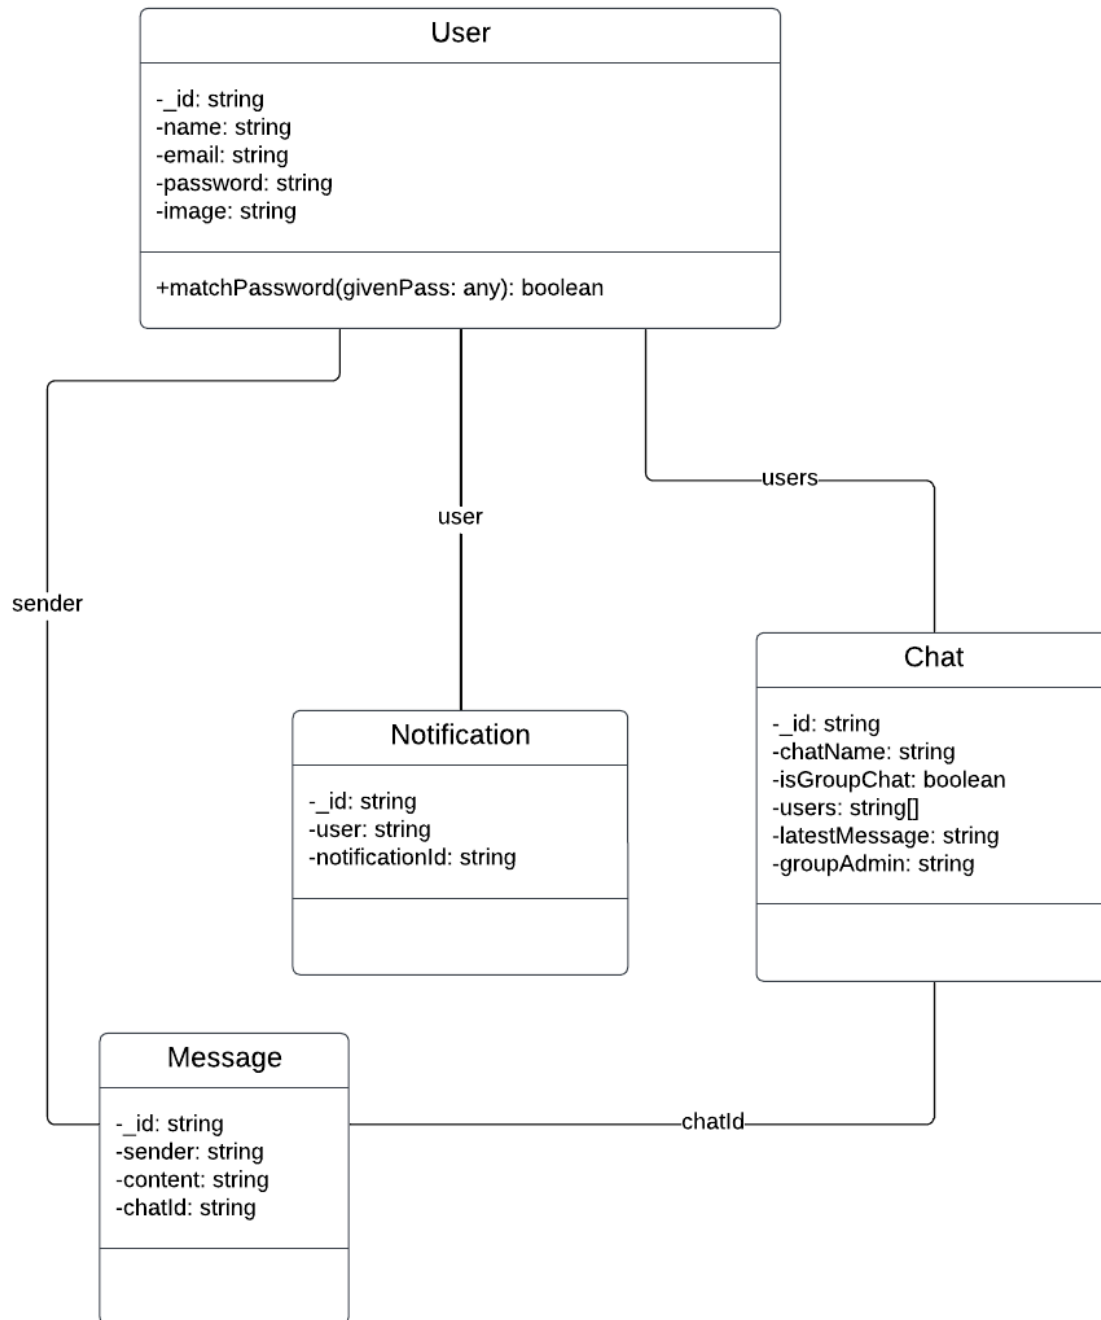 User
-_id: string
-name: string
-email: string
-password: string
-image: string
+matchPassword(givenPass: any): boolean
users
user
sender
Chat
-_id: string
-chatName: string
-isGroupChat: boolean
-users: string[]
-latestMessage: string
-groupAdmin: string
Notification
-_id: string
-user: string
-notificationId: string
Message
-_id: string
-sender: string
-content: string
-chatId: string
chatId